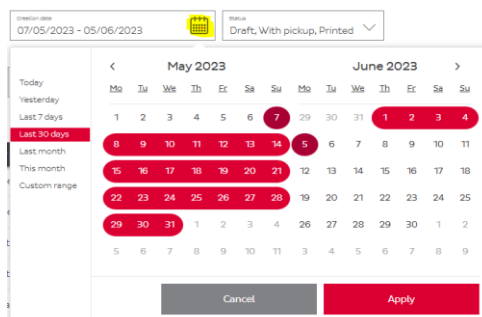 Creation date
Status
07/05/2023 - 05/06/2023
Draft, With pickup, Printed
May 2023
June 2023
Today
Yesterday
Last 7 days
Last 30 days
Last month
This month
Custom range
Mo Tu We Th Fr Sa Su
1 2 3 4 5 6 7
8 9 10 11 12 13 14
15 16 17 18 19 20 21
22 23 24 25 26 27 28
29 30 31 1 2 3 4
5 6 7 8 9 10 11
Mo Tu We Th Fr Sa Su
29 30 31 1 2 3 4
5 6 7 8 9 10 11
12 13 14 15 16 17 18
19 20 21 22 23 24 25
26 27 28 29 30 1 2
3 4 5 6 7 8 9
Cancel
Apply